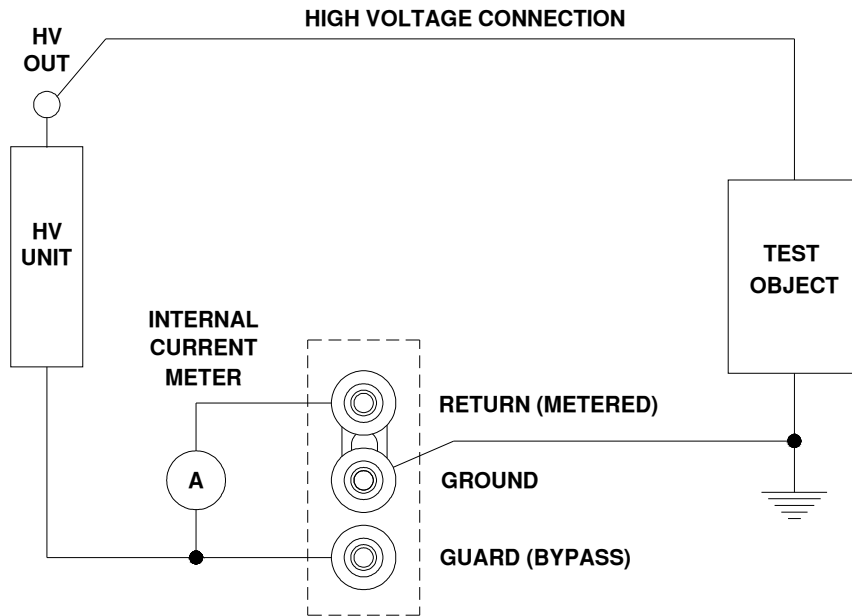 HIGH VOLTAGE CONNECTION
HV
OUT
HV
UNIT
TEST
OBJECT
INTERNAL
CURRENT
METER
RETURN (METERED)
A
GROUND
GUARD (BYPASS)